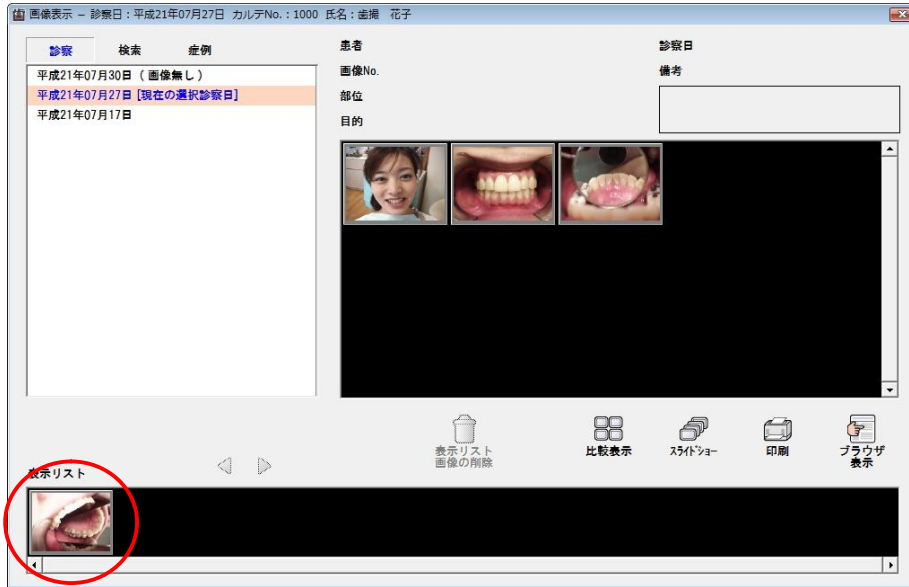 画像表示 － 診察日：平成21年07月27日 カルテNo.：1000 氏名：歯撮 花子
診察 検索 症例
平成21年07月30日（画像無し）
平成21年07月27日 [現在の選択診察日]
平成21年07月17日
患者 診察日
画像No. 備考
部位
目的
表示リスト
画像の削除
比較表示
ｽﾗｲﾄﾞｼｮｰ
印刷
ブラウザ
表示
表示リスト